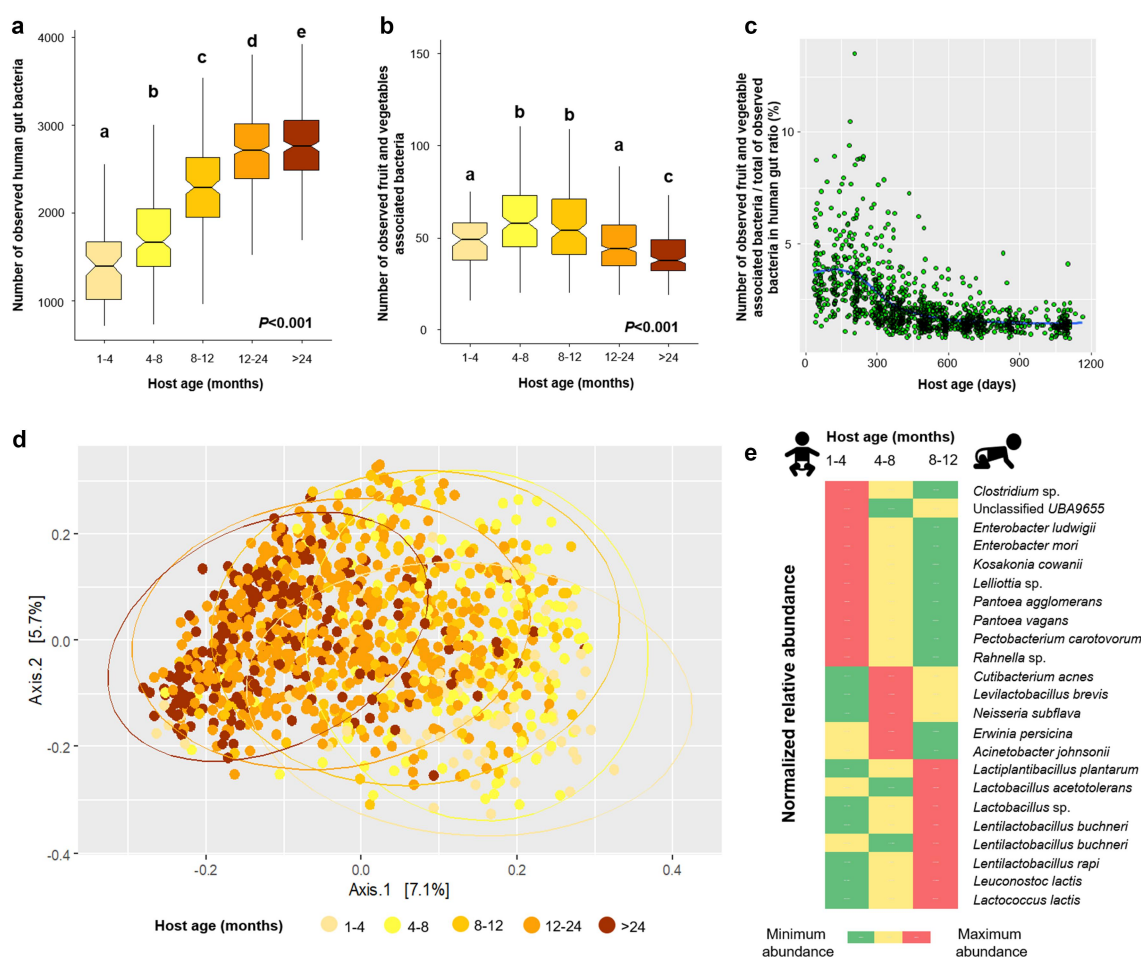 a
Number of observed human gut bacteria
4000
3000
2000
1000
a
b
c
d
e
P<0.001
1-4
4-8
8-12
12-24
>24
Host age (months)
b
Number of observed fruit and vegetables
associated bacteria
150
100
50
0
a
b
b
a
c
P<0.001
1-4
4-8
8-12
12-24
>24
Host age (months)
c
Number of observed fruit and vegetable
associated bacteria / total of observed
bacteria in human gut ratio (%)
10
5
0
0
300
600
900
1200
Host age (days)
d
Axis.2 [5.7%]
0.2
0.0
-0.2
-0.4
-0.2
0.0
0.2
0.4
Axis.1 [7.1%]
Host age (months)
1-4
4-8
8-12
12-24
>24
e
Host age (months)
1-4
4-8
8-12
Normalized relative abundance
Clostridium sp.
Unclassified UBA9655
Enterobacter ludwigii
Enterobacter mori
Kosakonia cowanii
Lelliottia sp.
Pantoea agglomerans
Pantoea vagans
Pectobacterium carotovorum
Rahnella sp.
Cutibacterium acnes
Levilactobacillus brevis
Neisseria subflava
Erwinia persicina
Acinetobacter johnsonii
Lactiplantibacillus plantarum
Lactobacillus acetotolerans
Lactobacillus sp.
Lentilactobacillus buchneri
Lentilactobacillus buchneri
Lentilactobacillus rapi
Leuconostoc lactis
Lactococcus lactis
Minimum
abundance
Maximum
abundance